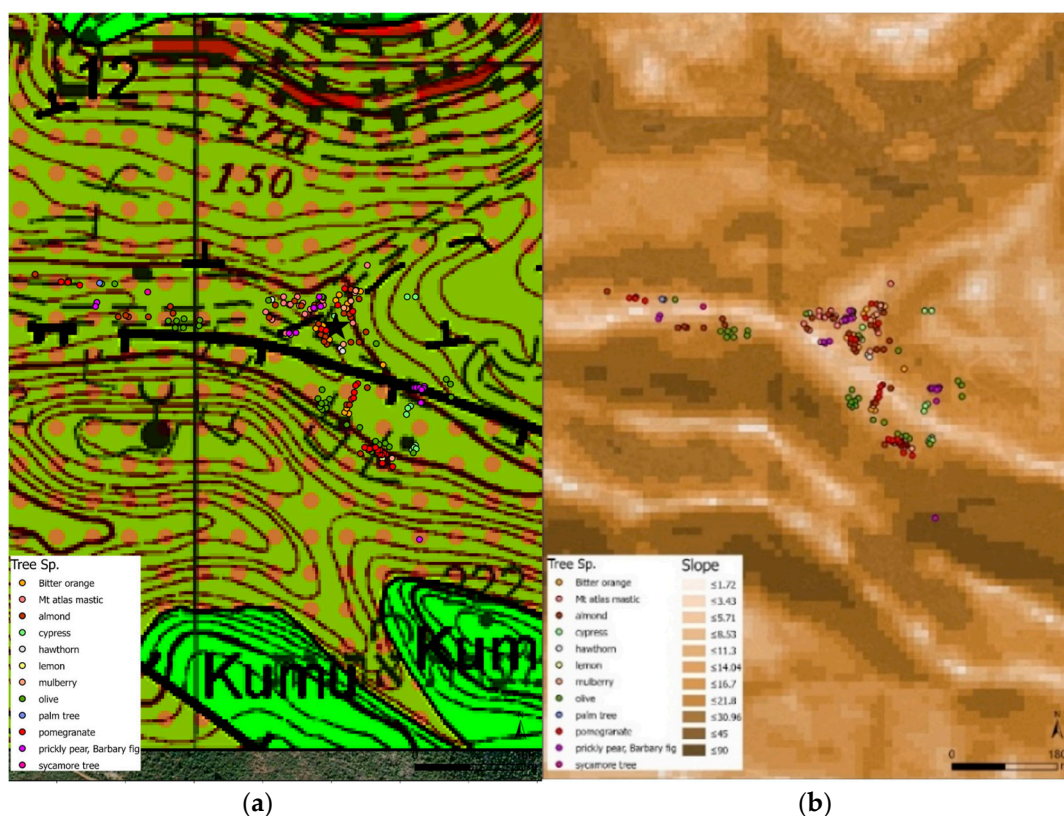 12
170
150
222
Kumu
Kum
Tree Sp.
Bitter orange
Mt atlas mastic
almond
cypress
hawthorn
lemon
mulberry
olive
palm tree
pomegranate
prickly pear, Barbary fig
sycamore tree
Tree Sp.
Bitter orange
Mt atlas mastic
almond
cypress
hawthorn
lemon
mulberry
olive
palm tree
pomegranate
prickly pear, Barbary fig
sycamore tree
Slope
≤1.72
≤3.43
≤5.71
≤8.53
≤11.3
≤14.04
≤16.7
≤21.8
≤30.96
≤45
≤90
N
0 180
(a)
(b)